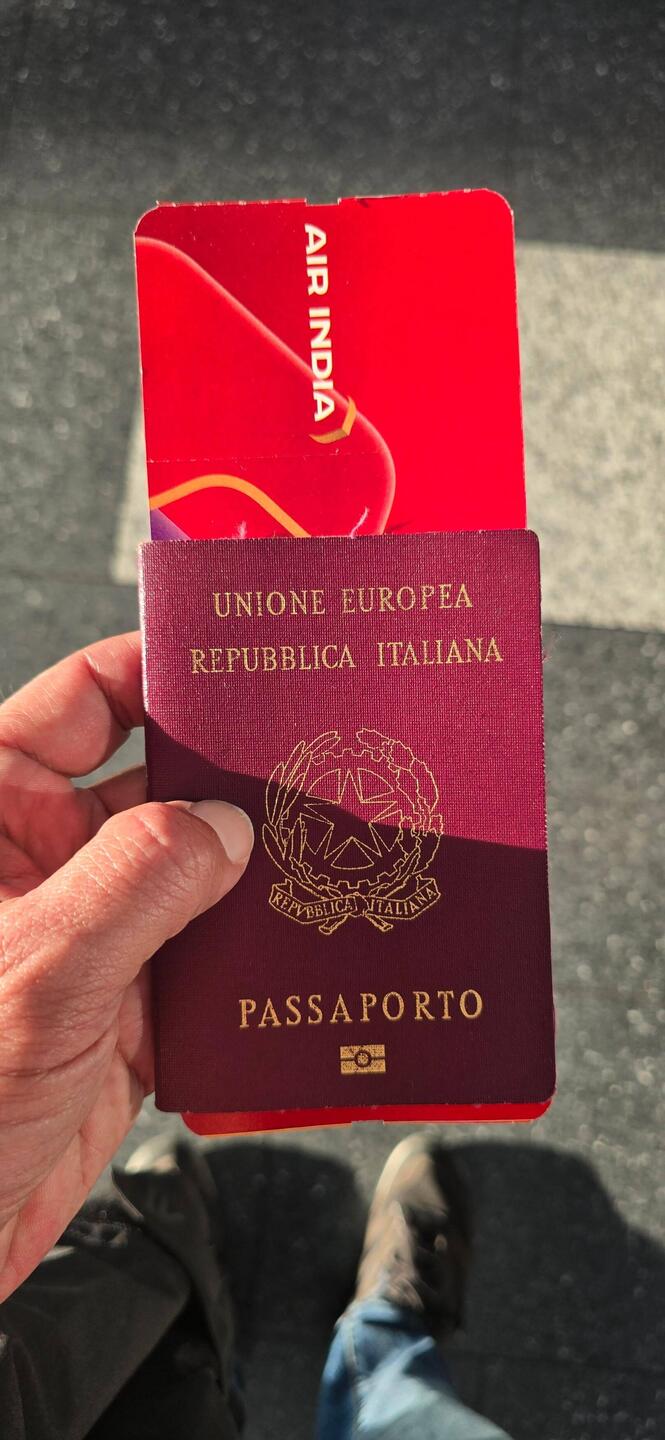 AIR INDIA
UNIONE EUROPEA
REPUBBLICA ITALIANA
REPVBBLICA ITALIANA
PASSAPORTO